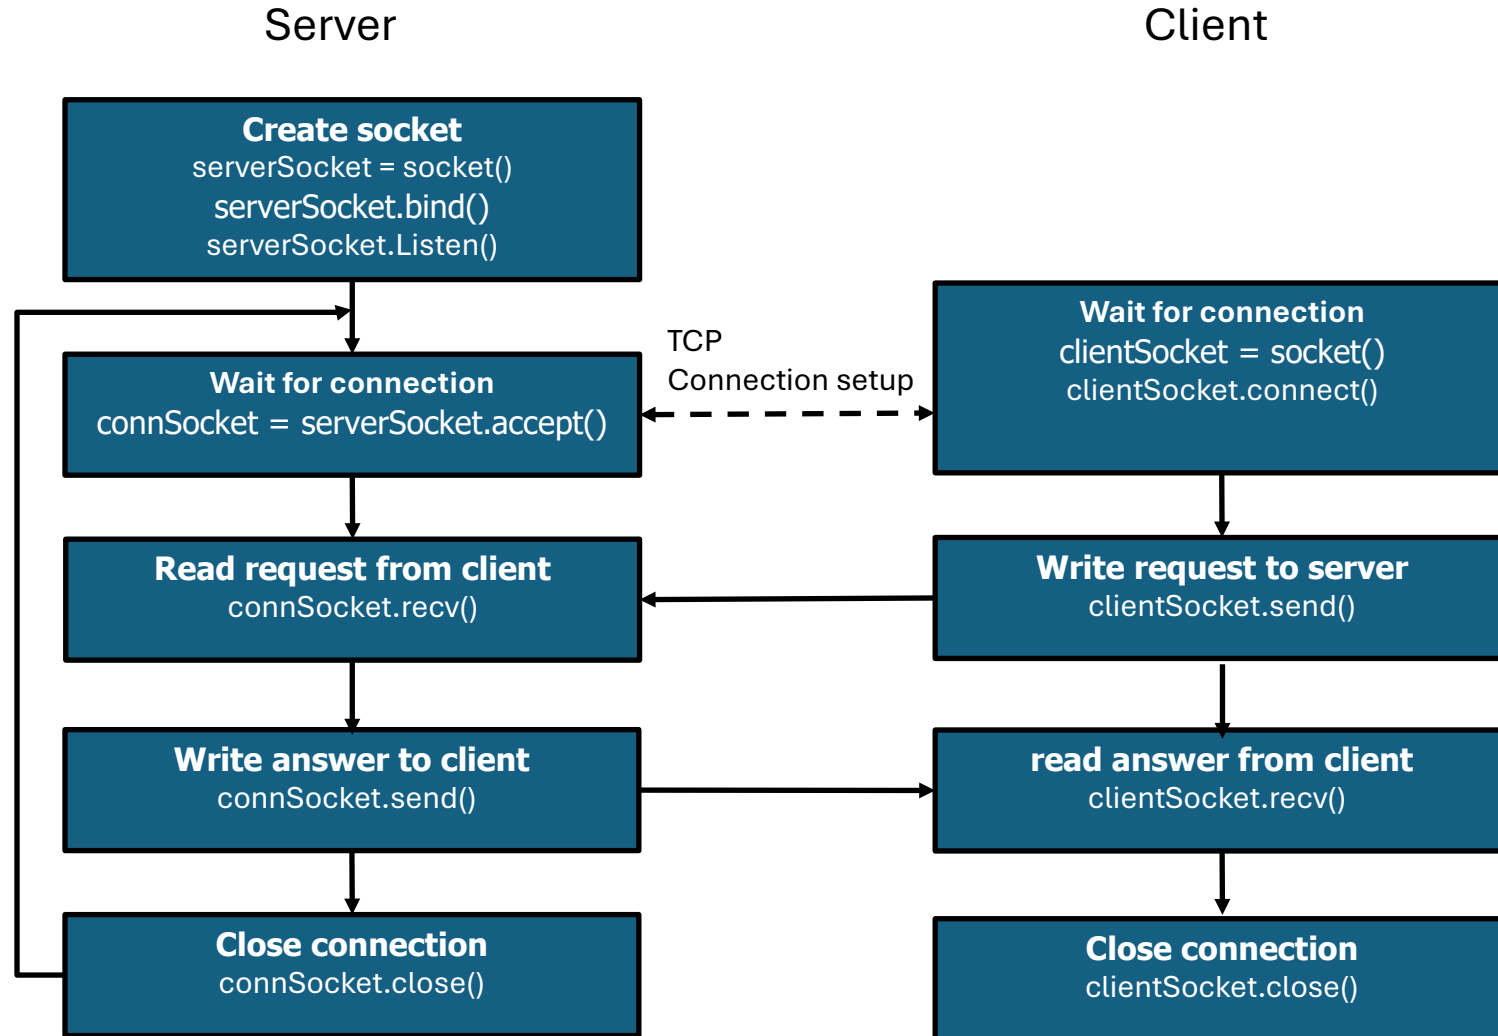 Server
Client
Create socket
serverSocket = socket()
serverSocket.bind()
serverSocket.Listen()
Wait for connection
clientSocket = socket()
clientSocket.connect()
TCP
Connection setup
Wait for connection
connSocket = serverSocket.accept()
Read request from client
connSocket.recv()
Write request to server
clientSocket.send()
Write answer to client
connSocket.send()
read answer from client
clientSocket.recv()
Close connection
connSocket.close()
Close connection
clientSocket.close()